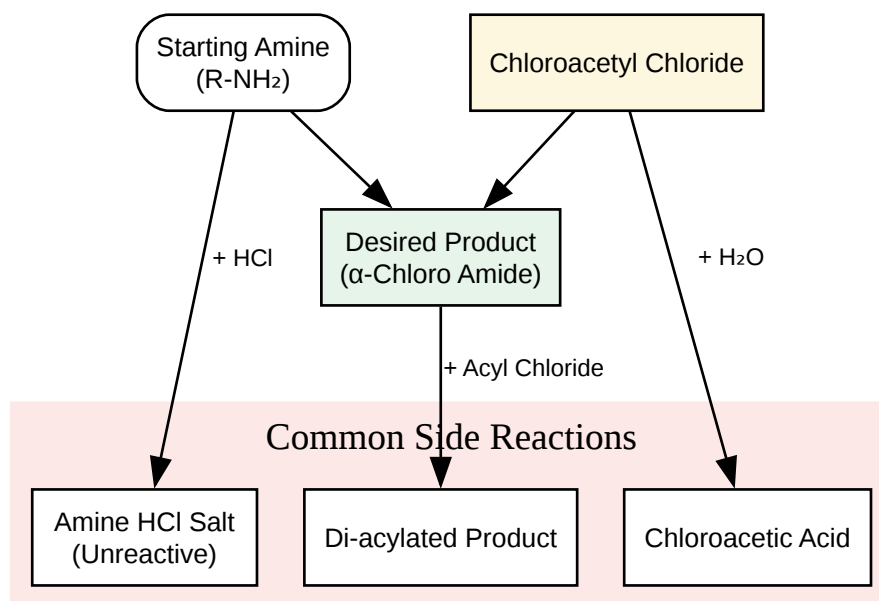 Starting Amine
(R-NH₂)
Chloroacetyl Chloride
+ HCl
Desired Product
(α-Chloro Amide)
+ H₂O
+ Acyl Chloride
Common Side Reactions
Amine HCl Salt
(Unreactive)
Di-acylated Product
Chloroacetic Acid